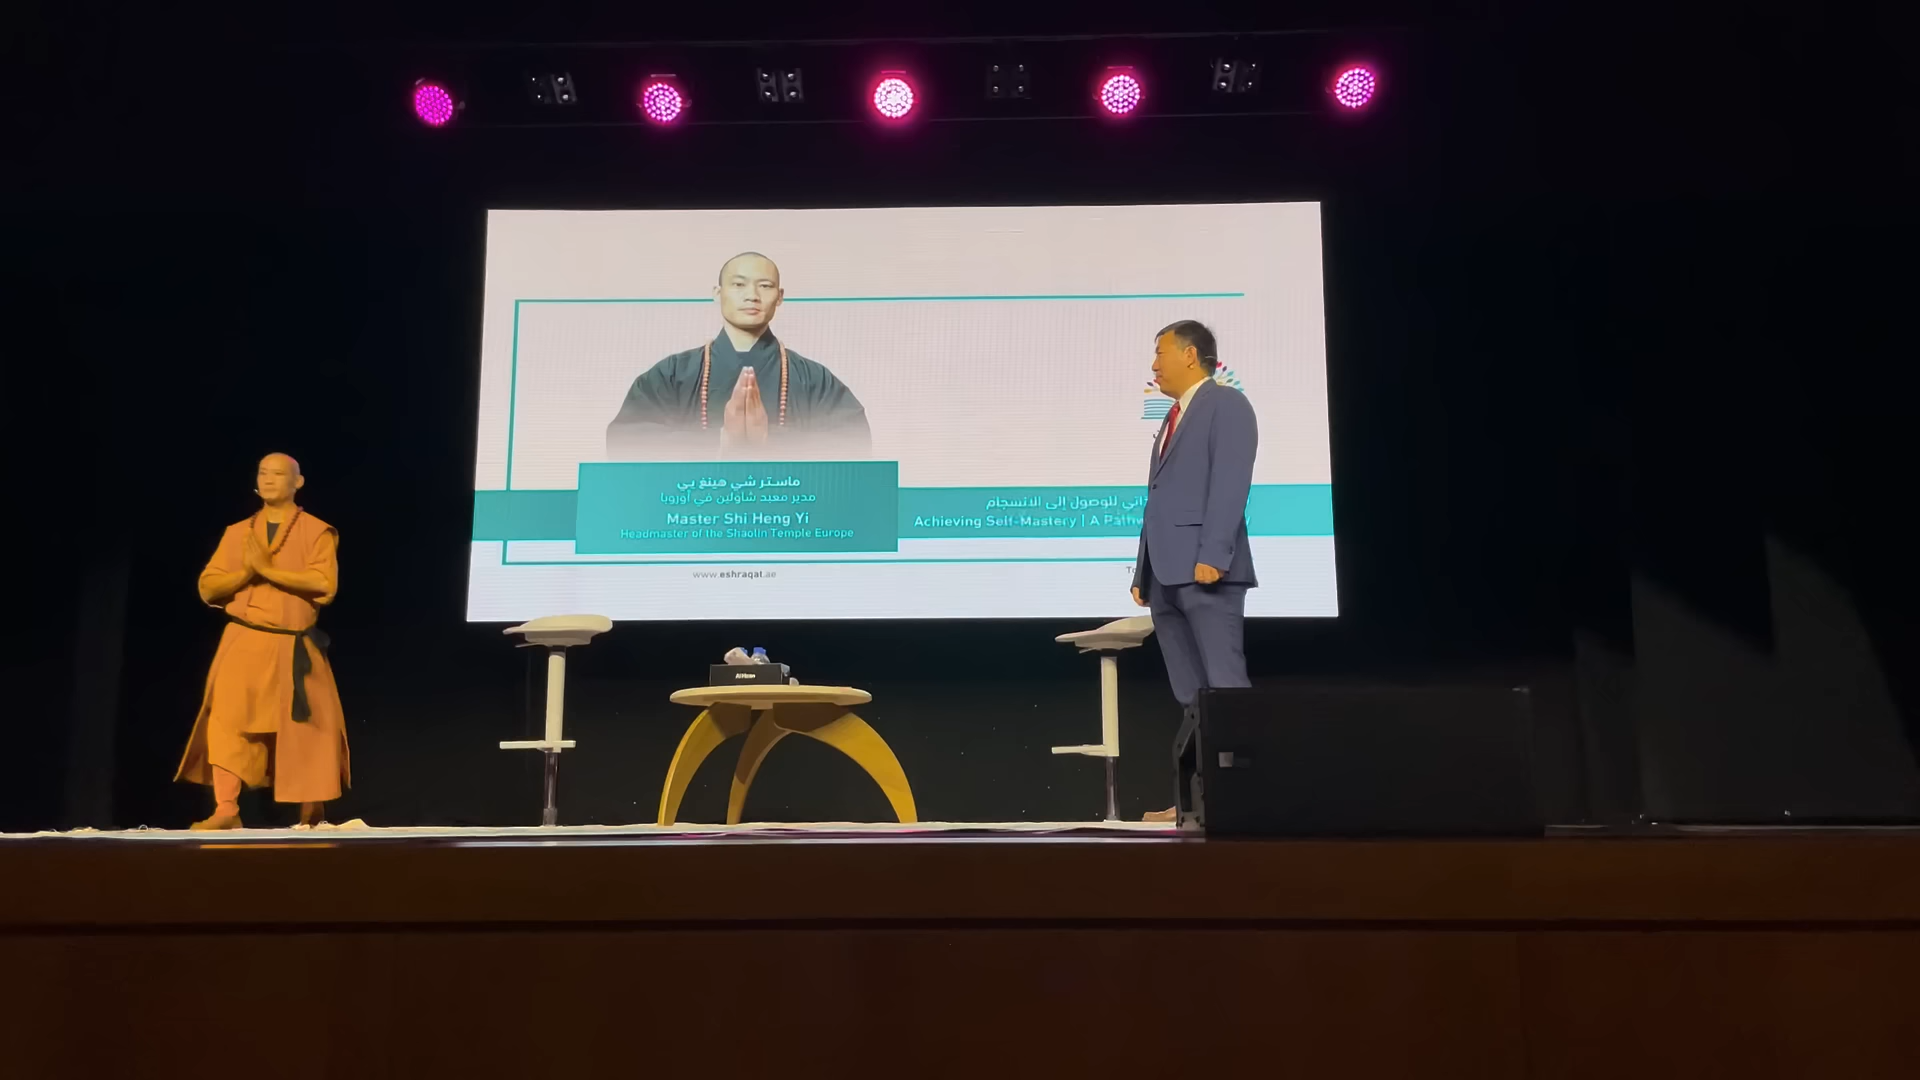 ماستر شي هينغ يي
مدير معبد شاولين في أوروبا
Master Shi Heng Yi
Headmaster of the Shaolin Temple Europe
للوصول إلى الانسجام
Achieving Self-Mastery | A
www.eshraqat.ae